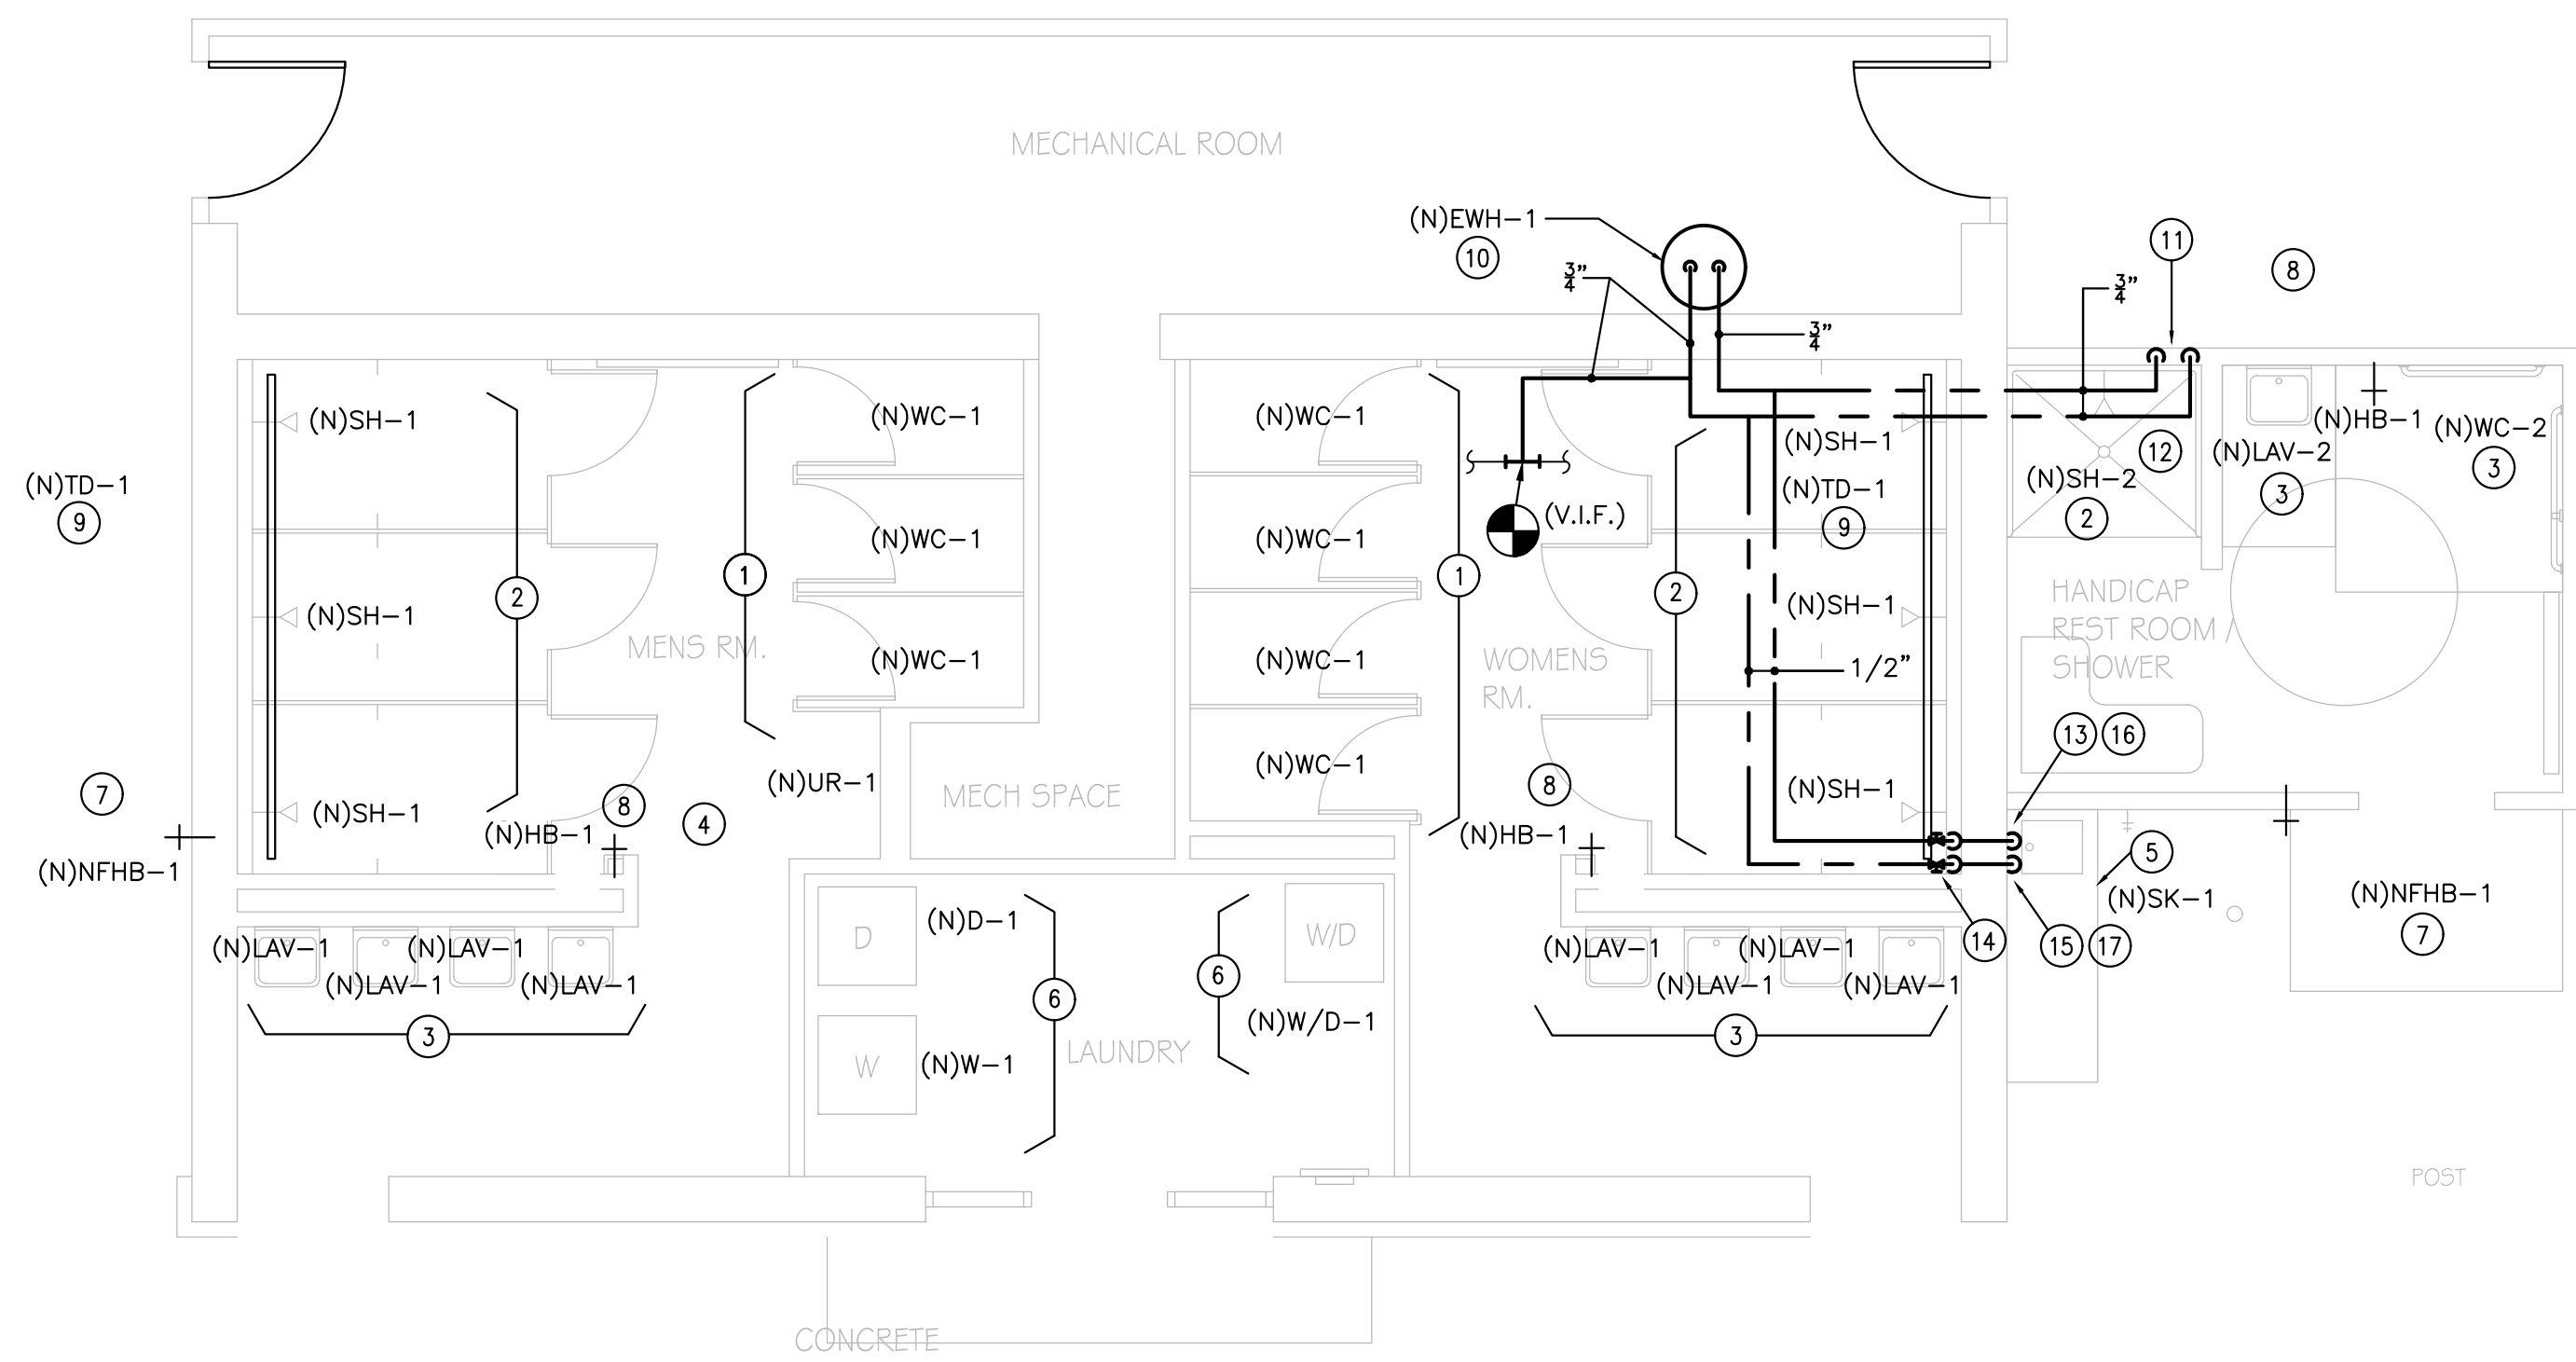 MECHANICAL ROOM
(N)EWH-1
10
3/4"
3/4"
11
3/4"
8
(N)SH-1
(N)WC-1
(N)WC-1
(N)SH-1
(N)HB-1
(N)WC-2
3
(N)LAV-2
3
12
(N)SH-2
2
(N)TD-1
9
(N)TD-1
9
(V.I.F.)
(N)WC-1
(N)WC-1
1
1
2
2
(N)SH-1
(N)SH-1
HANDICAP
REST ROOM /
SHOWER
MENS RM.
(N)WC-1
(N)WC-1
WOMENS
RM.
1/2"
13
16
(N)WC-1
7
(N)SH-1
8
4
(N)UR-1
MECH SPACE
8
(N)SH-1
(N)HB-1
(N)HB-1
(N)NFHB-1
5
(N)SK-1
(N)NFHB-1
7
14
15
17
D
(N)D-1
W/D
(N)LAV-1
(N)LAV-1
(N)LAV-1
(N)LAV-1
(N)LAV-1
(N)LAV-1
(N)LAV-1
(N)LAV-1
6
6
3
3
(N)W/D-1
W
(N)W-1
LAUNDRY
POST
CONCRETE